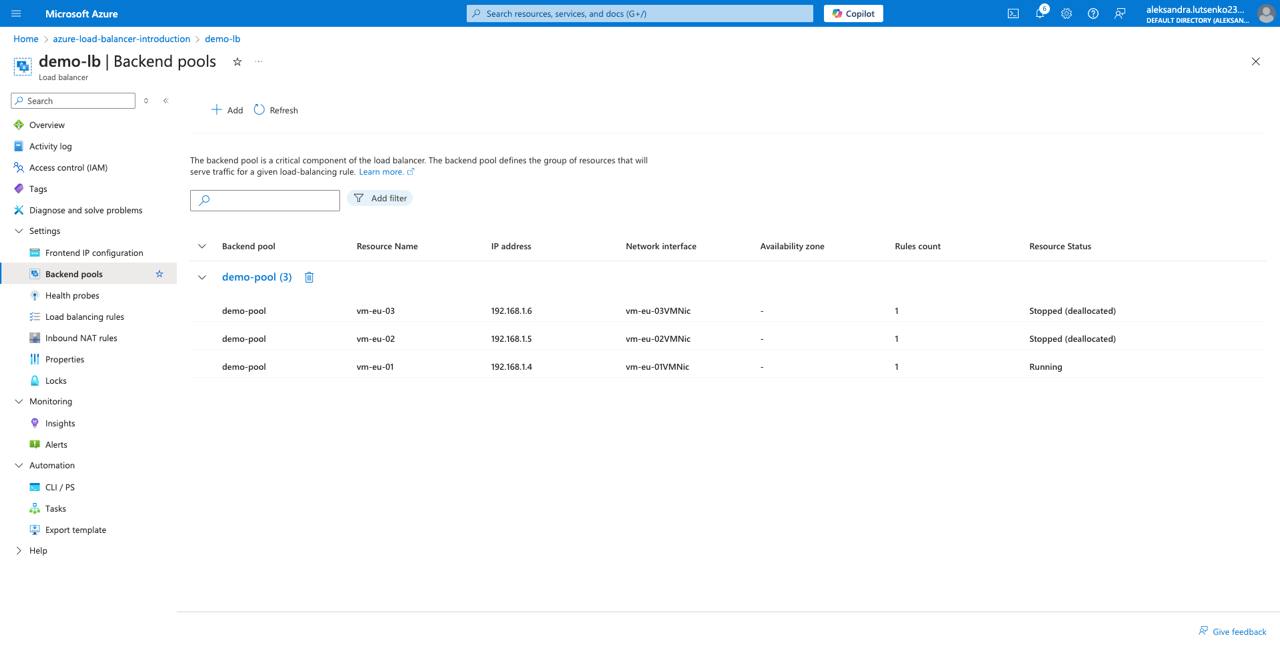 Microsoft Azure
Search resources, services, and docs (G+/)
Copilot
6
aleksandra.lutsenko23...
DEFAULT DIRECTORY (ALEKSAN...
Home > azure-load-balancer-introduction > demo-lb
demo-lb | Backend pools
Load balancer
Search
Overview
Activity log
Access control (IAM)
Tags
Diagnose and solve problems
Settings
Frontend IP configuration
Backend pools
Health probes
Load balancing rules
Inbound NAT rules
Properties
Locks
Monitoring
Insights
Alerts
Automation
CLI / PS
Tasks
Export template
Help
Add Refresh
The backend pool is a critical component of the load balancer. The backend pool defines the group of resources that will
serve traffic for a given load-balancing rule. Learn more.
Add filter
Backend pool Resource Name IP address Network interface Availability zone Rules count Resource Status
demo-pool (3)
demo-pool vm-eu-03 192.168.1.6 vm-eu-03VMNic - 1 Stopped (deallocated)
demo-pool vm-eu-02 192.168.1.5 vm-eu-02VMNic - 1 Stopped (deallocated)
demo-pool vm-eu-01 192.168.1.4 vm-eu-01VMNic - 1 Running
Give feedback